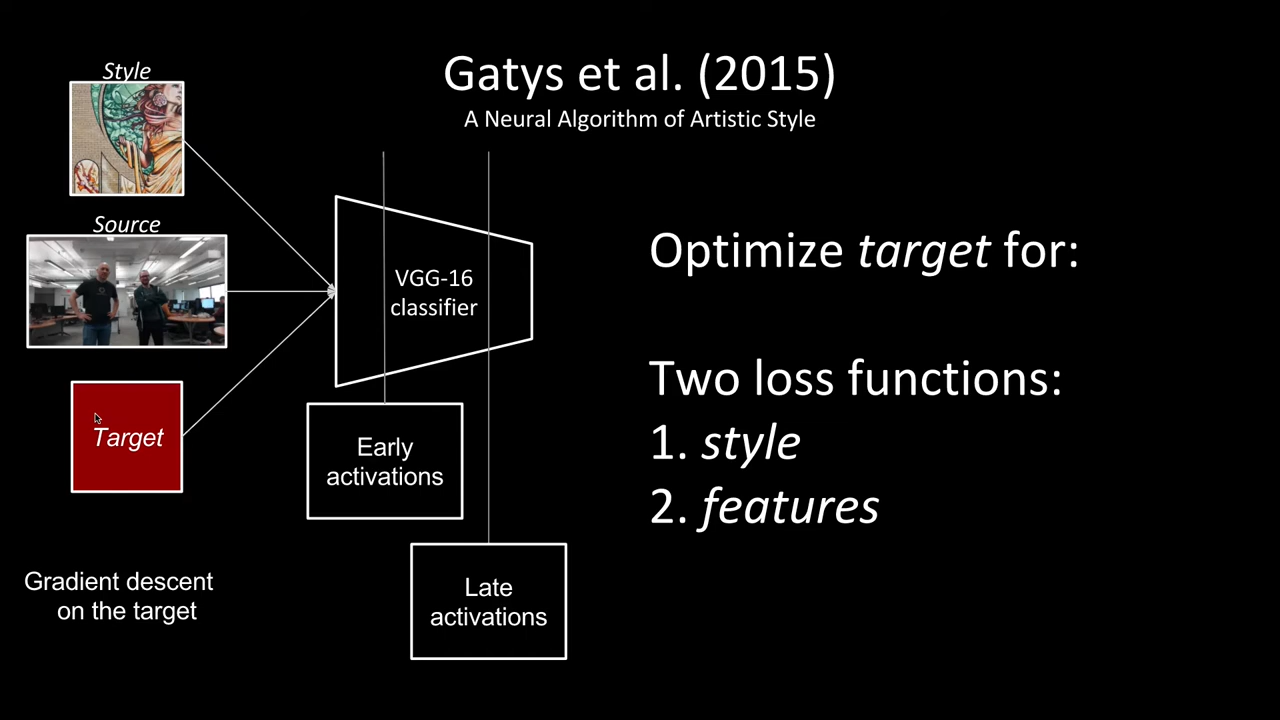 Gatys et al. (2015)
A Neural Algorithm of Artistic Style
Style
Source
Target
Gradient descent
on the target
VGG-16
classifier
Early
activations
Late
activations
Optimize target for:
Two loss functions:
1. style
2. features